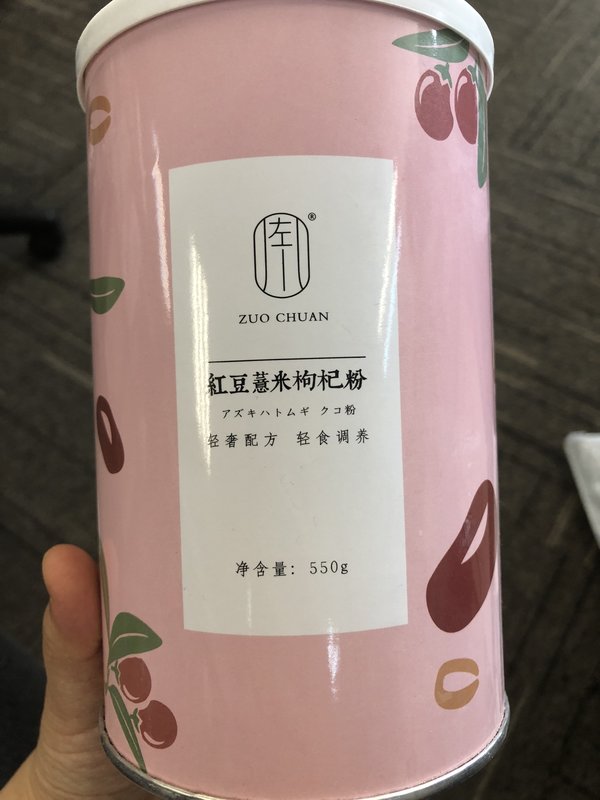 左川®
ZUO CHUAN
紅豆薏米枸杞粉
アズキハトムギ クコ粉
轻奢配方 轻食调养
净含量: 550g